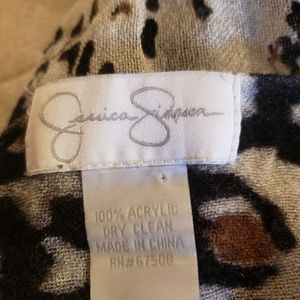 Jessica Simpson
100% ACRYLIC
DRY CLEAN
MADE IN CHINA
RN#67508